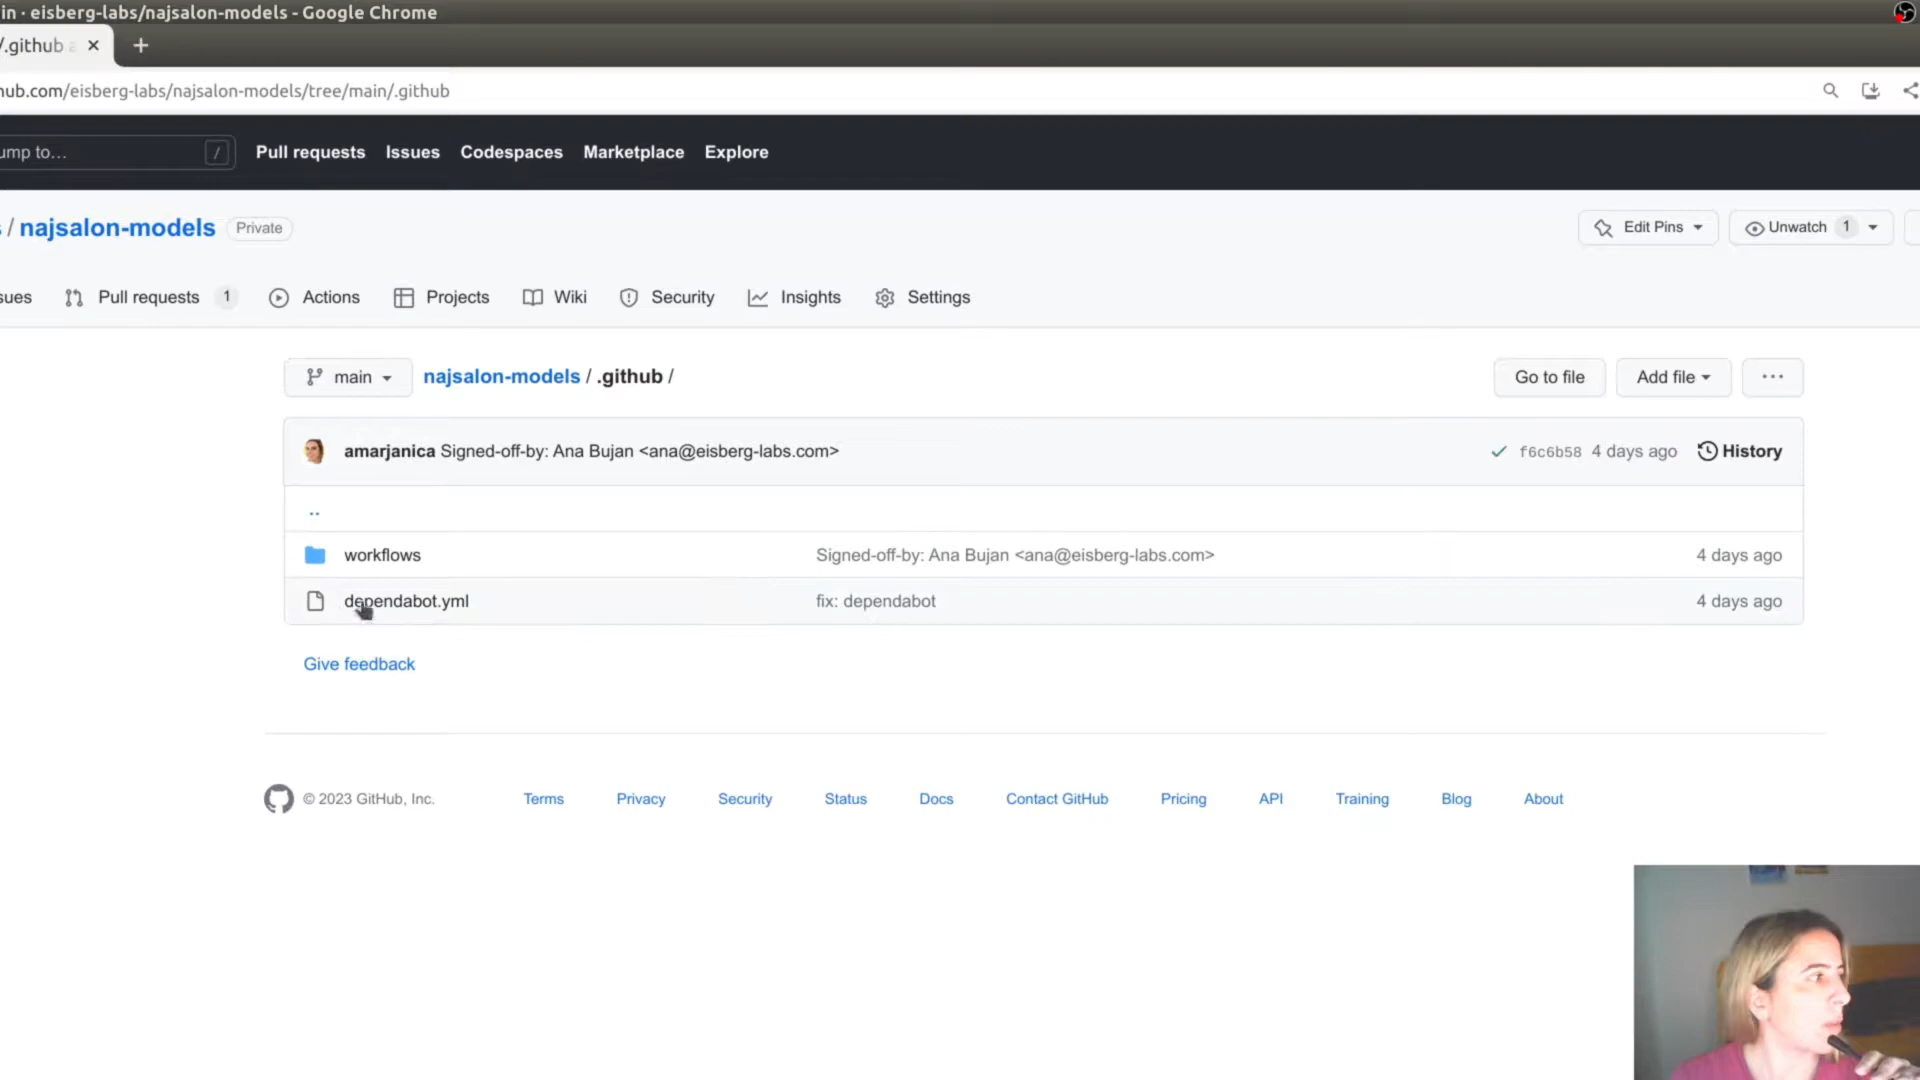 in · eisberg-labs/najsalon-models - Google Chrome
/.github
hub.com/eisberg-labs/najsalon-models/tree/main/.github
ump to... /
Pull requests Issues Codespaces Marketplace Explore
/ najsalon-models Private
Edit Pins Unwatch 1
sues Pull requests 1 Actions Projects Wiki Security Insights Settings
main najsalon-models / .github /
Go to file Add file ...
amarjanica Signed-off-by: Ana Bujan <ana@eisberg-labs.com> f6c6b58 4 days ago History
..
workflows Signed-off-by: Ana Bujan <ana@eisberg-labs.com> 4 days ago
dependabot.yml fix: dependabot 4 days ago
Give feedback
© 2023 GitHub, Inc. Terms Privacy Security Status Docs Contact GitHub Pricing API Training Blog About